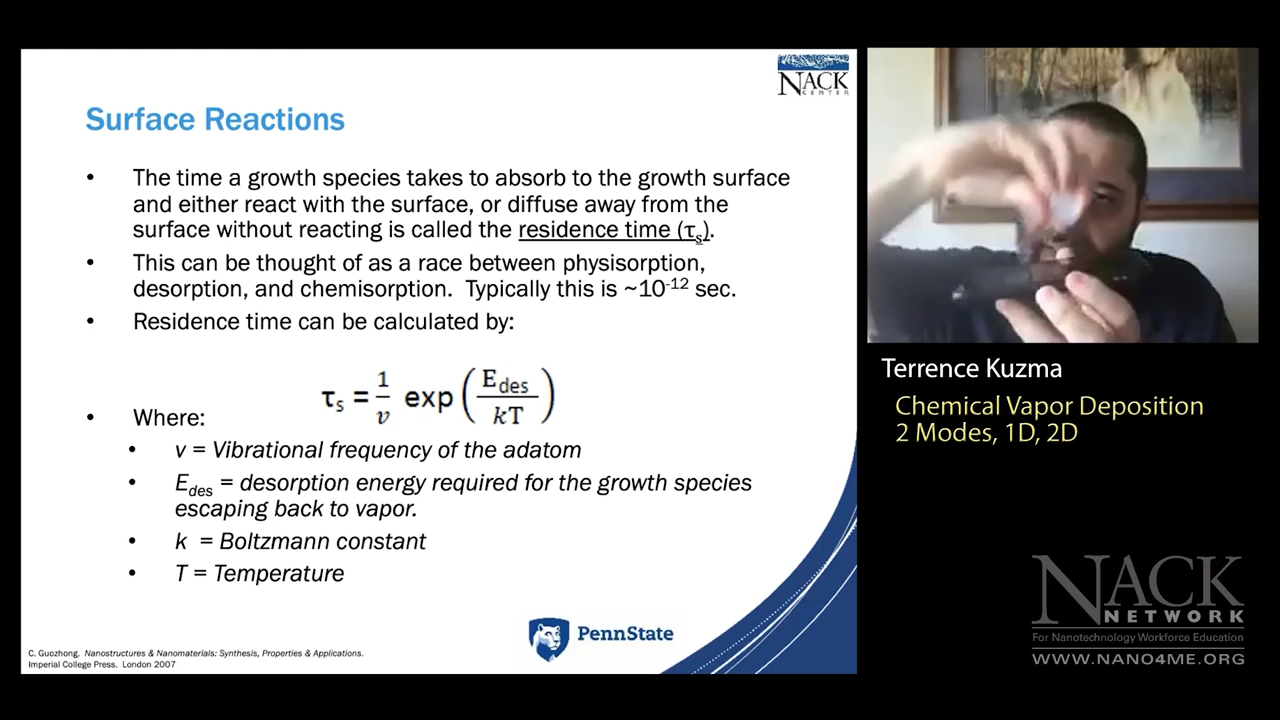 NACK
CENTER
Surface Reactions
• The time a growth species takes to absorb to the growth surface
and either react with the surface, or diffuse away from the
surface without reacting is called the residence time (τs).
• This can be thought of as a race between physisorption,
desorption, and chemisorption. Typically this is ~10-12 sec.
• Residence time can be calculated by:
τs = 1/v exp(Edes/kT)
• Where:
• v = Vibrational frequency of the adatom
• Edes = desorption energy required for the growth species
escaping back to vapor.
• k = Boltzmann constant
• T = Temperature
PennState
C. Guozhong. Nanostructures & Nanomaterials: Synthesis, Properties & Applications.
Imperial College Press. London 2007
Terrence Kuzma
Chemical Vapor Deposition
2 Modes, 1D, 2D
NACK
NETWORK
For Nanotechnology Workforce Education
WWW.NANO4ME.ORG